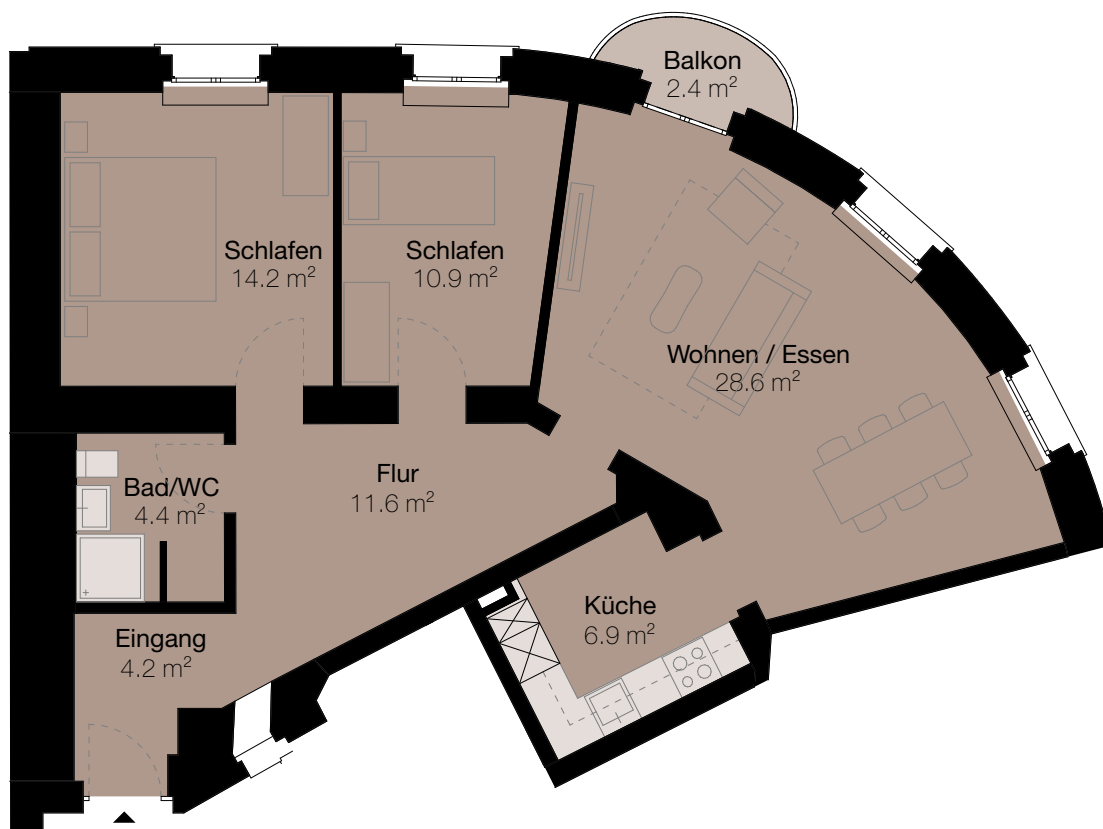 Balkon
2.4 m²
Schlafen
14.2 m²
Schlafen
10.9 m²
Wohnen / Essen
28.6 m²
Flur
11.6 m²
Bad/WC
4.4 m²
Küche
6.9 m²
Eingang
4.2 m²